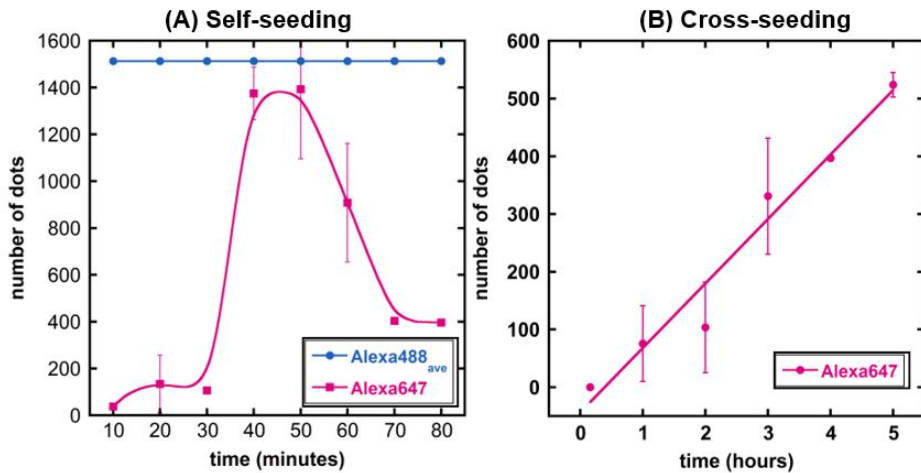 (A) Self-seeding
(B) Cross-seeding
number of dots
1600
1400
1200
1000
800
600
400
200
0
10 20 30 40 50 60 70 80
time (minutes)
Alexa488ave
Alexa647
number of dots
600
500
400
300
200
100
0
0 1 2 3 4 5
time (hours)
Alexa647